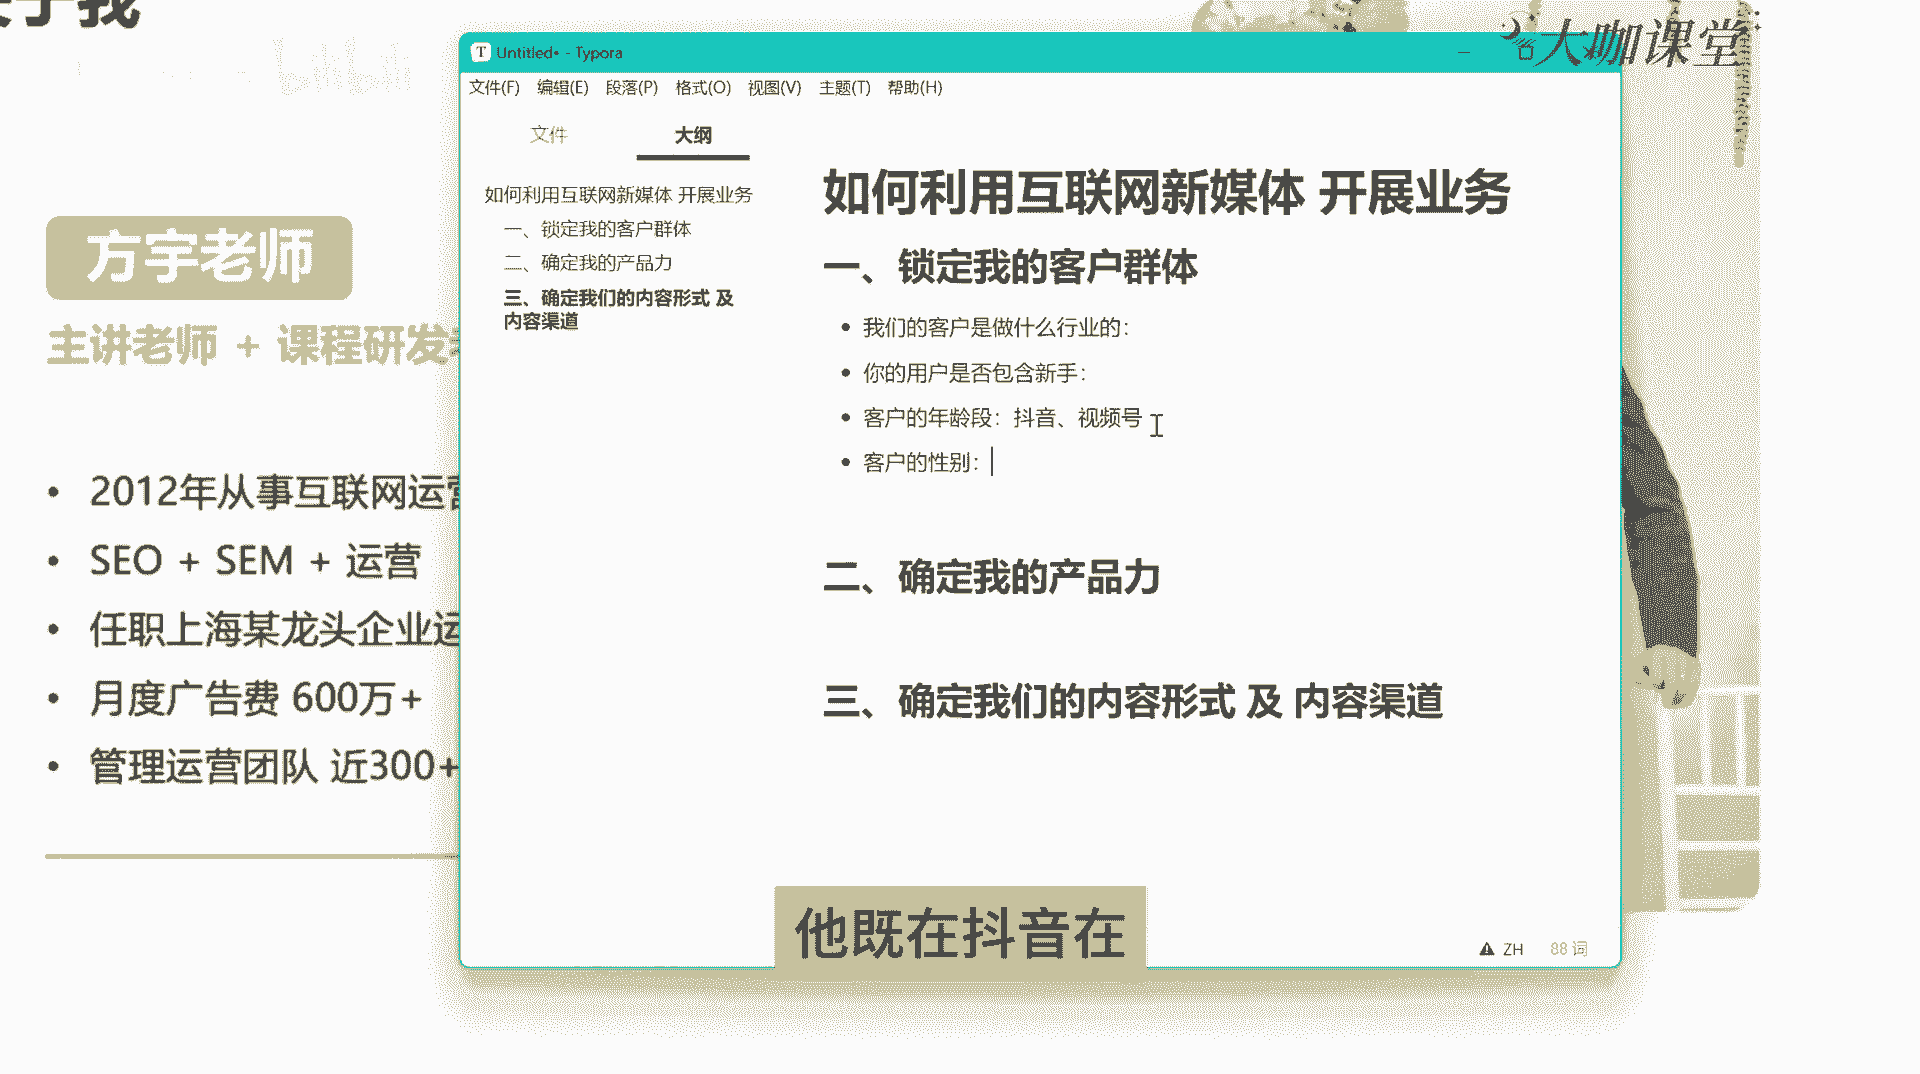 于我
bilibili
大咖课堂
方宇老师
主讲老师 + 课程研发
• 2012年从事互联网运营
• SEO + SEM + 运营
• 任职上海某龙头企业运
• 月度广告费 600万+
• 管理运营团队 近300+
Untitled• - Typora
文件(F) 编辑(E) 段落(P) 格式(O) 视图(V) 主题(T) 帮助(H)
文件 大纲
如何利用互联网新媒体 开展业务
一、锁定我的客户群体
二、确定我的产品力
三、确定我们的内容形式 及
内容渠道
如何利用互联网新媒体 开展业务
一、锁定我的客户群体
• 我们的客户是做什么行业的：
• 你的用户是否包含新手：
• 客户的年龄段：抖音、视频号
• 客户的性别：
二、确定我的产品力
三、确定我们的内容形式 及 内容渠道
他既在抖音在
ZH 88 词